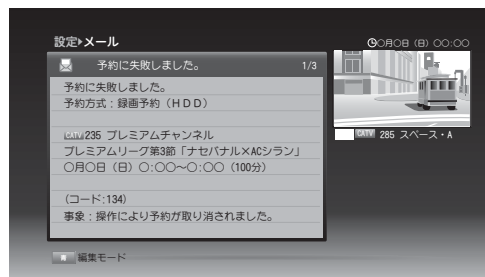 設定▶メール
○月○日 (日) ○○:○○
予約に失敗しました。 1/3
予約に失敗しました。
予約方式：録画予約（ＨＤＤ）
CATV 235 プレミアムチャンネル
プレミアムリーグ第3節「ナセバナル×ACシラン」
○月○日（日）○:○○～○:○○（100分）
(コード:134)
事象：操作により予約が取り消されました。
CATV 285 スペース・A
編集モード